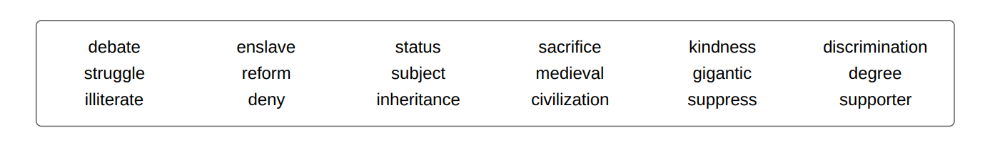 debate enslave status sacrifice kindness discrimination
struggle reform subject medieval gigantic degree
illiterate deny inheritance civilization suppress supporter